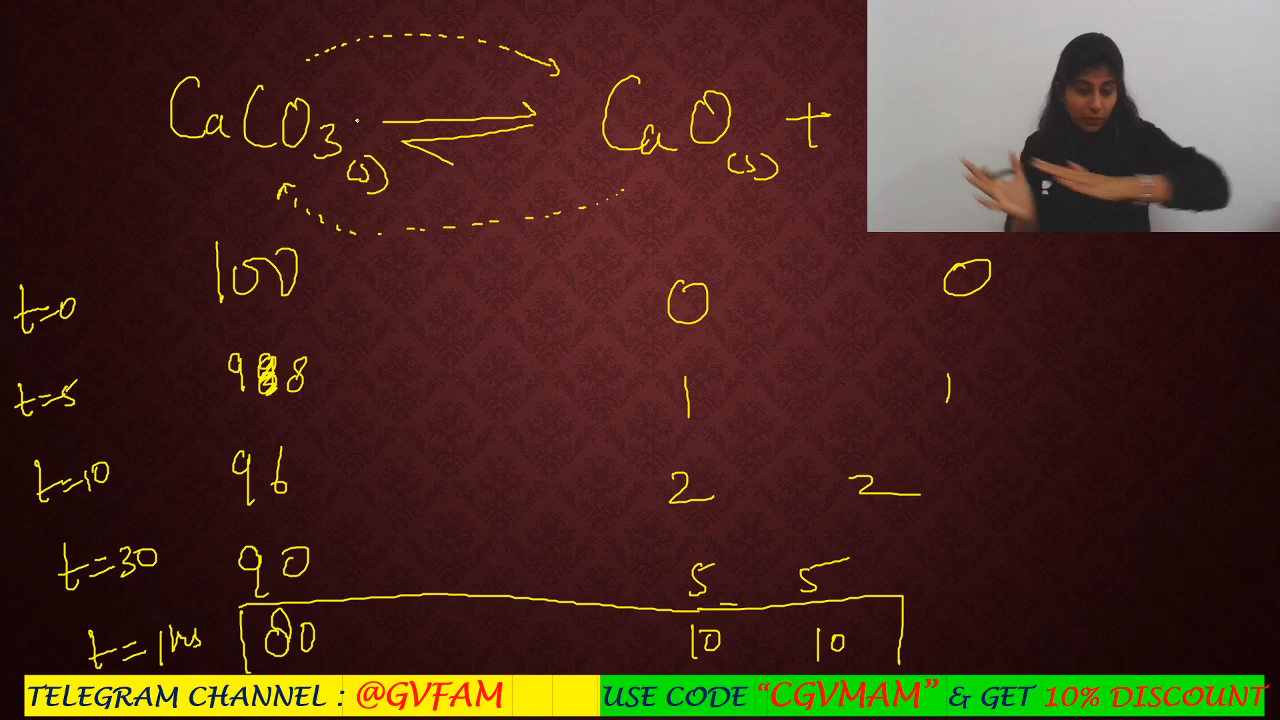 CaCO3(s) ⇌ CaO(s) +
t=0 100 0 0
t=5 98 1 1
t=10 96 2 2
t=30 90 5 5
t=1hrs 80 10 10
TELEGRAM CHANNEL : @GVFAM USE CODE “CGVMAM” & GET 10% DISCOUNT